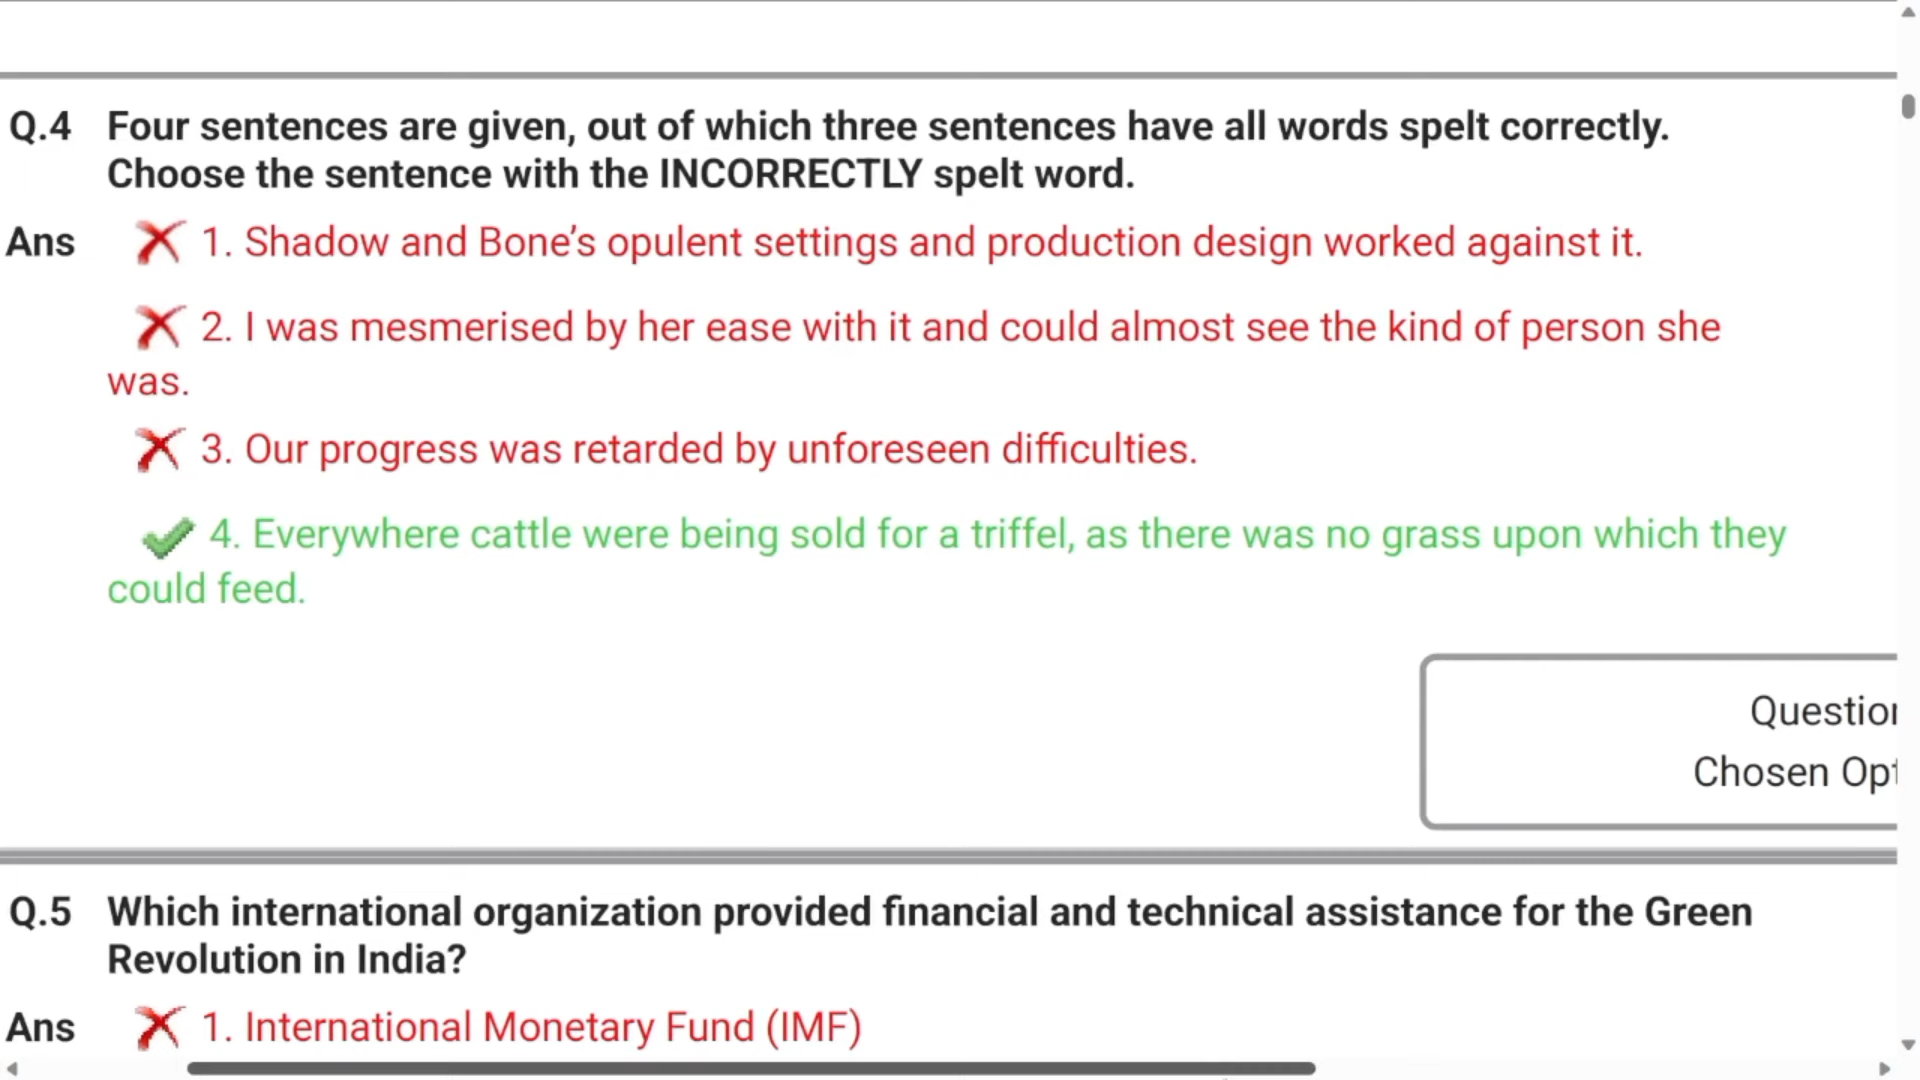 Q.4 Four sentences are given, out of which three sentences have all words spelt correctly.
Choose the sentence with the INCORRECTLY spelt word.
Ans 1. Shadow and Bone’s opulent settings and production design worked against it.
2. I was mesmerised by her ease with it and could almost see the kind of person she
was.
3. Our progress was retarded by unforeseen difficulties.
4. Everywhere cattle were being sold for a triffel, as there was no grass upon which they
could feed.
Question
Chosen Opt
Q.5 Which international organization provided financial and technical assistance for the Green
Revolution in India?
Ans 1. International Monetary Fund (IMF)